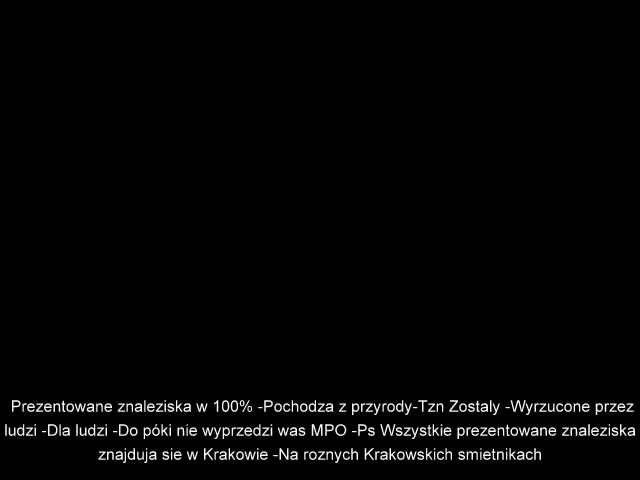 Prezentowane znaleziska w 100% -Pochodza z przyrody-Tzn Zostaly -Wyrzucone przez
ludzi -Dla ludzi -Do póki nie wyprzedzi was MPO -Ps Wszystkie prezentowane znaleziska
znajduja sie w Krakowie -Na roznych Krakowskich smietnikach